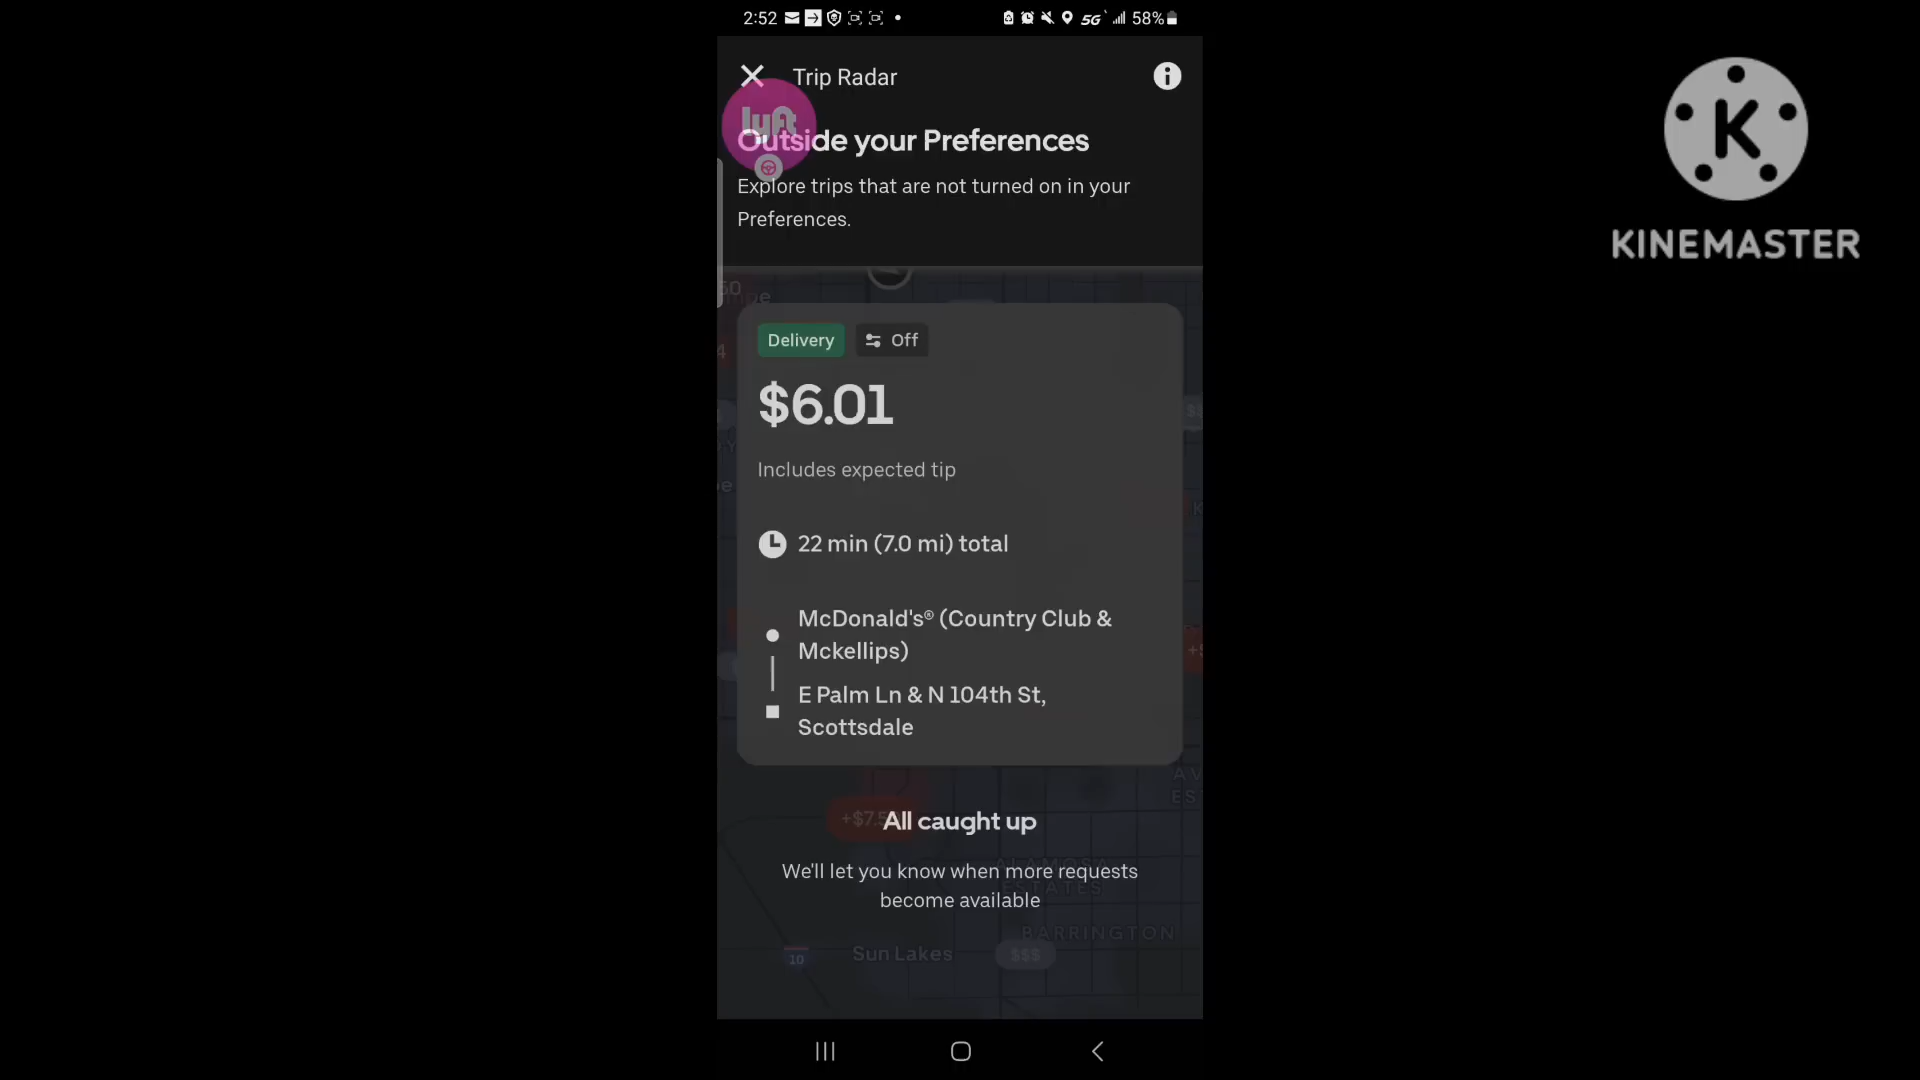 2:52
5G
58%
Trip Radar
lyft
Outside your Preferences
Explore trips that are not turned on in your
Preferences.
Delivery
Off
$6.01
Includes expected tip
22 min (7.0 mi) total
McDonald's® (Country Club &
Mckellips)
E Palm Ln & N 104th St,
Scottsdale
All caught up
We'll let you know when more requests
become available
ALAMOSA
ESTATES
BARRINGTON
Sun Lakes
$$$
10
K
KINEMASTER